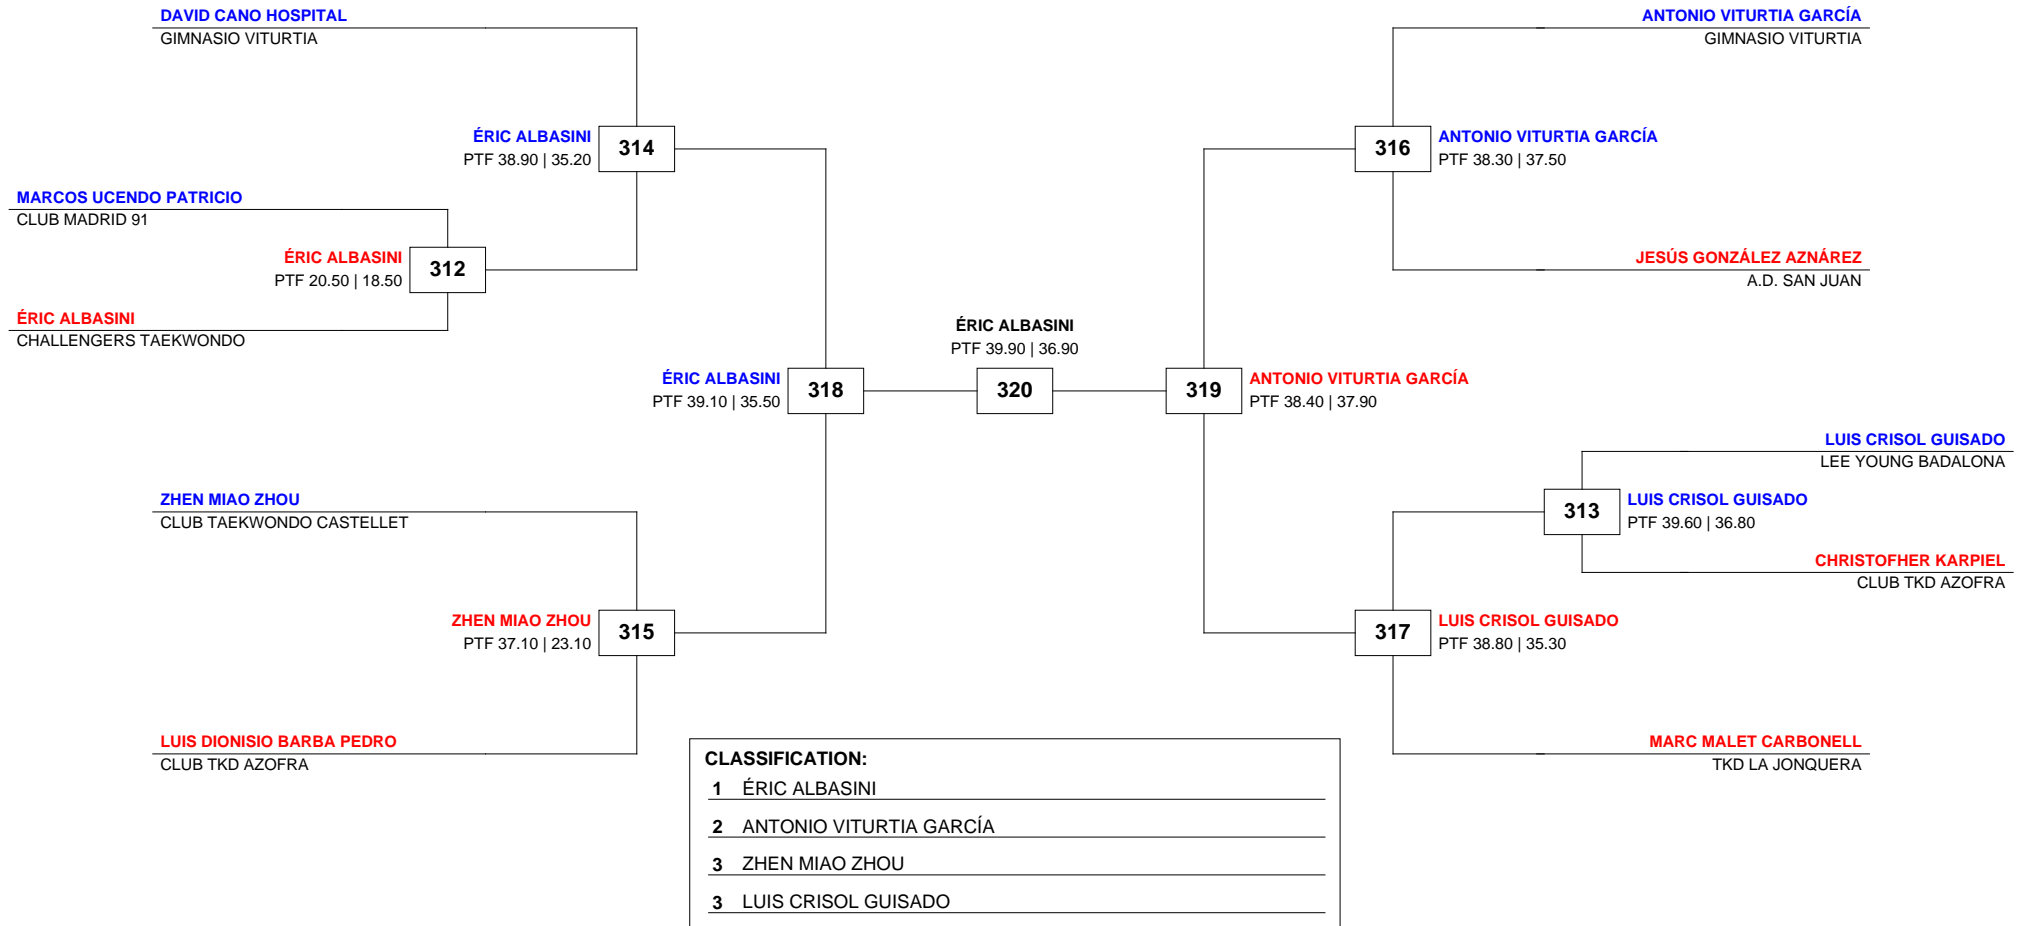 DAVID CANO HOSPITAL
GIMNASIO VITURTIA
ÉRIC ALBASINI
PTF 38.90 | 35.20
314
MARCOS UCENDO PATRICIO
CLUB MADRID 91
ÉRIC ALBASINI
PTF 20.50 | 18.50
312
ÉRIC ALBASINI
CHALLENGERS TAEKWONDO
ÉRIC ALBASINI
PTF 39.10 | 35.50
318
ZHEN MIAO ZHOU
CLUB TAEKWONDO CASTELLET
ZHEN MIAO ZHOU
PTF 37.10 | 23.10
315
LUIS DIONISIO BARBA PEDRO
CLUB TKD AZOFRA
ÉRIC ALBASINI
PTF 39.90 | 36.90
320
ANTONIO VITURTIA GARCÍA
GIMNASIO VITURTIA
316
ANTONIO VITURTIA GARCÍA
PTF 38.30 | 37.50
JESÚS GONZÁLEZ AZNÁREZ
A.D. SAN JUAN
319
ANTONIO VITURTIA GARCÍA
PTF 38.40 | 37.90
LUIS CRISOL GUISADO
LEE YOUNG BADALONA
313
LUIS CRISOL GUISADO
PTF 39.60 | 36.80
CHRISTOFHER KARPIEL
CLUB TKD AZOFRA
317
LUIS CRISOL GUISADO
PTF 38.80 | 35.30
MARC MALET CARBONELL
TKD LA JONQUERA
CLASSIFICATION:
1 ÉRIC ALBASINI
2 ANTONIO VITURTIA GARCÍA
3 ZHEN MIAO ZHOU
3 LUIS CRISOL GUISADO